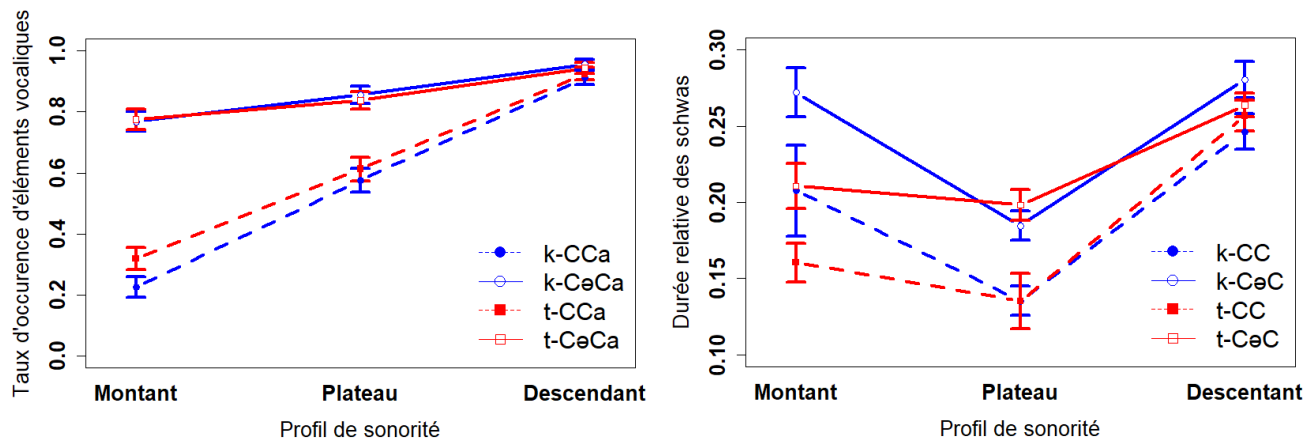 Taux d'occurence d'éléments vocaliques
1.0
0.8
0.6
0.4
0.2
0.0
k-CCa
k-CəCa
t-CCa
t-CəCa
Montant Plateau Descendant
Profil de sonorité
Durée relative des schwas
0.30
0.25
0.20
0.15
0.10
k-CC
k-CəC
t-CC
t-CəC
Montant Plateau Descentant
Profil de sonorité